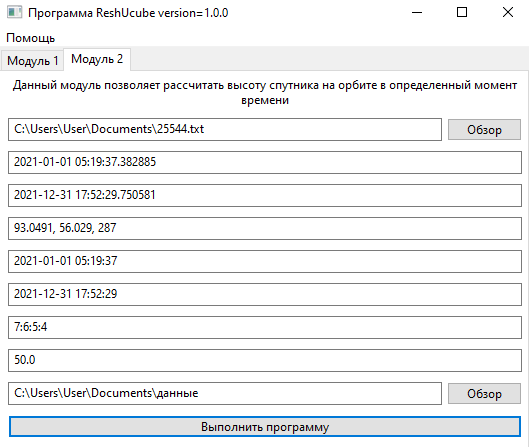 Программа ReshUcube version=1.0.0
Помощь
Модуль 1 Модуль 2
Данный модуль позволяет рассчитать высоту спутника на орбите в определенный момент
времени
C:\Users\User\Documents\25544.txt Обзор
2021-01-01 05:19:37.382885
2021-12-31 17:52:29.750581
93.0491, 56.029, 287
2021-01-01 05:19:37
2021-12-31 17:52:29
7:6:5:4
50.0
C:\Users\User\Documents\данные Обзор
Выполнить программу